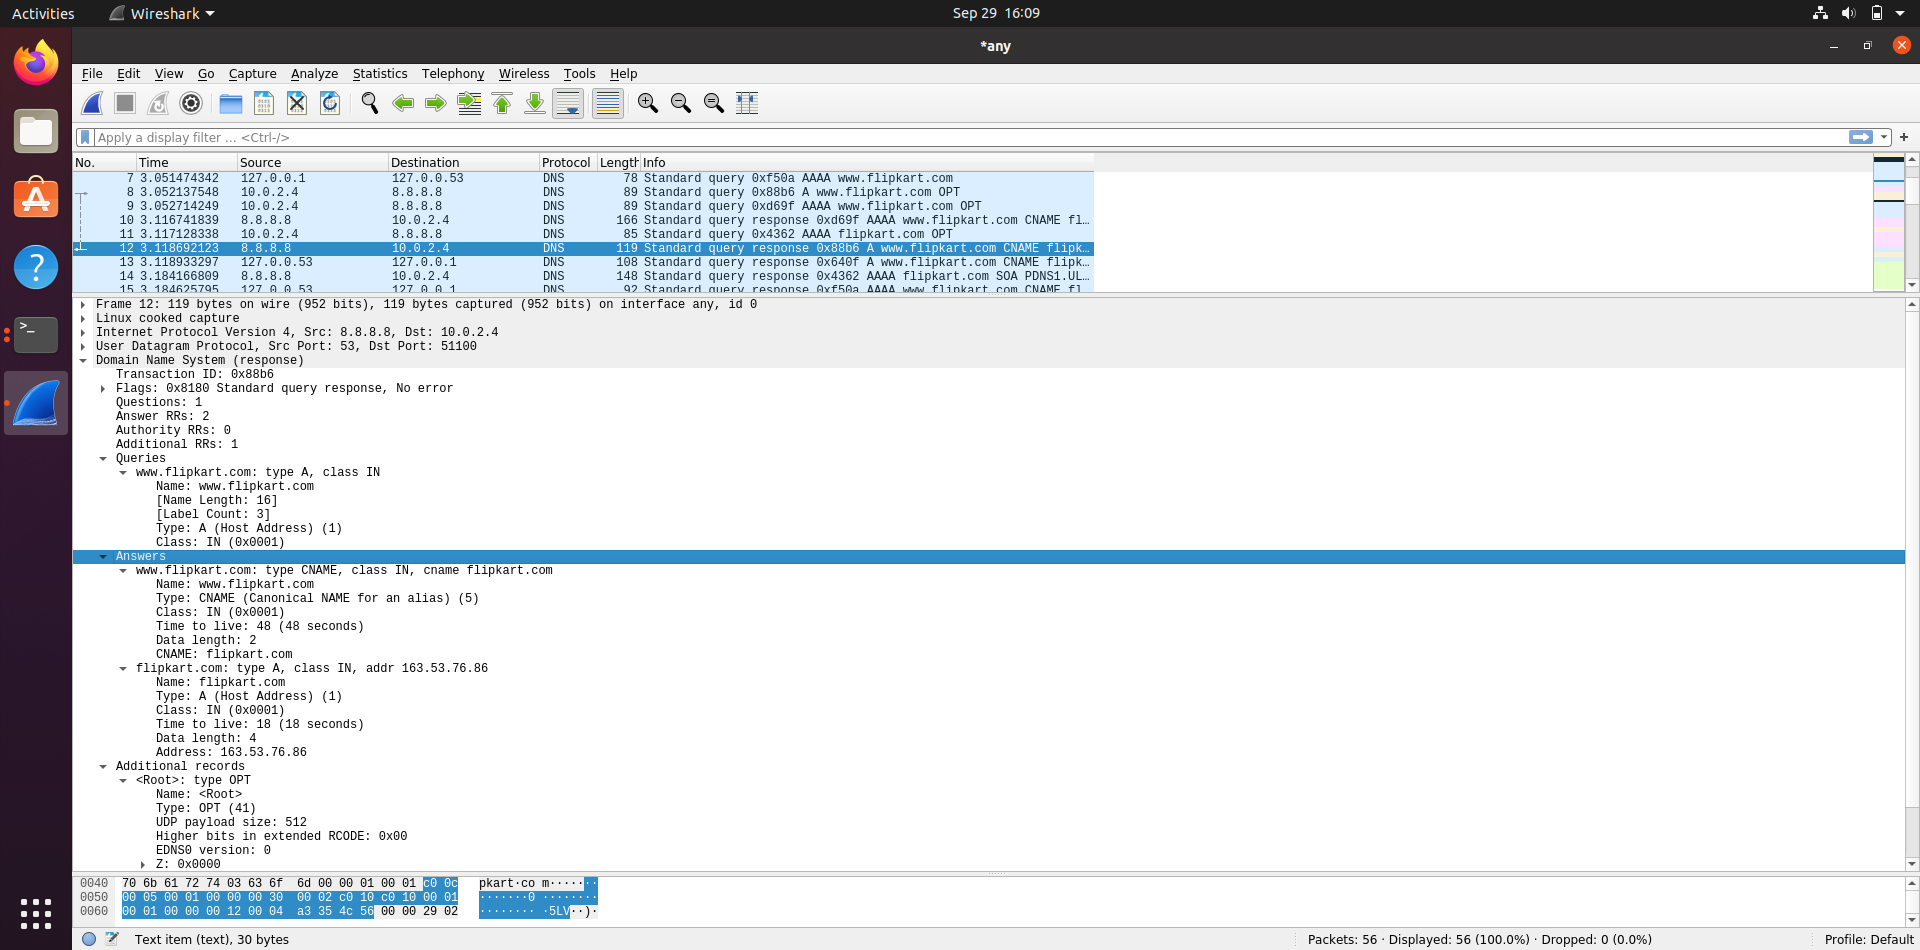 Activities Wireshark Sep 29 16:09
*any
File Edit View Go Capture Analyze Statistics Telephony Wireless Tools Help
Apply a display filter … <Ctrl-/>
No. Time Source Destination Protocol Length Info
7 3.051474342 127.0.0.1 127.0.0.53 DNS 78 Standard query 0xf50a AAAA www.flipkart.com
8 3.052137548 10.0.2.4 8.8.8.8 DNS 89 Standard query 0x88b6 A www.flipkart.com OPT
9 3.052714249 10.0.2.4 8.8.8.8 DNS 89 Standard query 0xd69f AAAA www.flipkart.com OPT
10 3.116741839 8.8.8.8 10.0.2.4 DNS 166 Standard query response 0xd69f AAAA www.flipkart.com CNAME fl…
11 3.117128338 10.0.2.4 8.8.8.8 DNS 85 Standard query 0x4362 AAAA flipkart.com OPT
12 3.118692123 8.8.8.8 10.0.2.4 DNS 119 Standard query response 0x88b6 A www.flipkart.com CNAME flipk…
13 3.118933297 127.0.0.53 127.0.0.1 DNS 108 Standard query response 0x640f A www.flipkart.com CNAME flipk…
14 3.184166809 8.8.8.8 10.0.2.4 DNS 148 Standard query response 0x4362 AAAA flipkart.com SOA PDNS1.UL…
15 3.184625795 127.0.0.53 127.0.0.1 DNS 92 Standard query response 0xf50a AAAA www.flipkart.com CNAME fl…
Frame 12: 119 bytes on wire (952 bits), 119 bytes captured (952 bits) on interface any, id 0
Linux cooked capture
Internet Protocol Version 4, Src: 8.8.8.8, Dst: 10.0.2.4
User Datagram Protocol, Src Port: 53, Dst Port: 51100
Domain Name System (response)
Transaction ID: 0x88b6
Flags: 0x8180 Standard query response, No error
Questions: 1
Answer RRs: 2
Authority RRs: 0
Additional RRs: 1
Queries
www.flipkart.com: type A, class IN
Name: www.flipkart.com
[Name Length: 16]
[Label Count: 3]
Type: A (Host Address) (1)
Class: IN (0x0001)
Answers
www.flipkart.com: type CNAME, class IN, cname flipkart.com
Name: www.flipkart.com
Type: CNAME (Canonical NAME for an alias) (5)
Class: IN (0x0001)
Time to live: 48 (48 seconds)
Data length: 2
CNAME: flipkart.com
flipkart.com: type A, class IN, addr 163.53.76.86
Name: flipkart.com
Type: A (Host Address) (1)
Class: IN (0x0001)
Time to live: 18 (18 seconds)
Data length: 4
Address: 163.53.76.86
Additional records
<Root>: type OPT
Name: <Root>
Type: OPT (41)
UDP payload size: 512
Higher bits in extended RCODE: 0x00
EDNS0 version: 0
Z: 0x0000
0040 70 6b 61 72 74 03 63 6f 6d 00 00 01 00 01 c0 0c pkart·co m·······
0050 00 05 00 01 00 00 00 30 00 02 c0 10 c0 10 00 01 ·······0 ········
0060 00 01 00 00 00 12 00 04 a3 35 4c 56 00 00 29 02 ········ ·5LV··)·
Text item (text), 30 bytes Packets: 56 · Displayed: 56 (100.0%) · Dropped: 0 (0.0%) Profile: Default